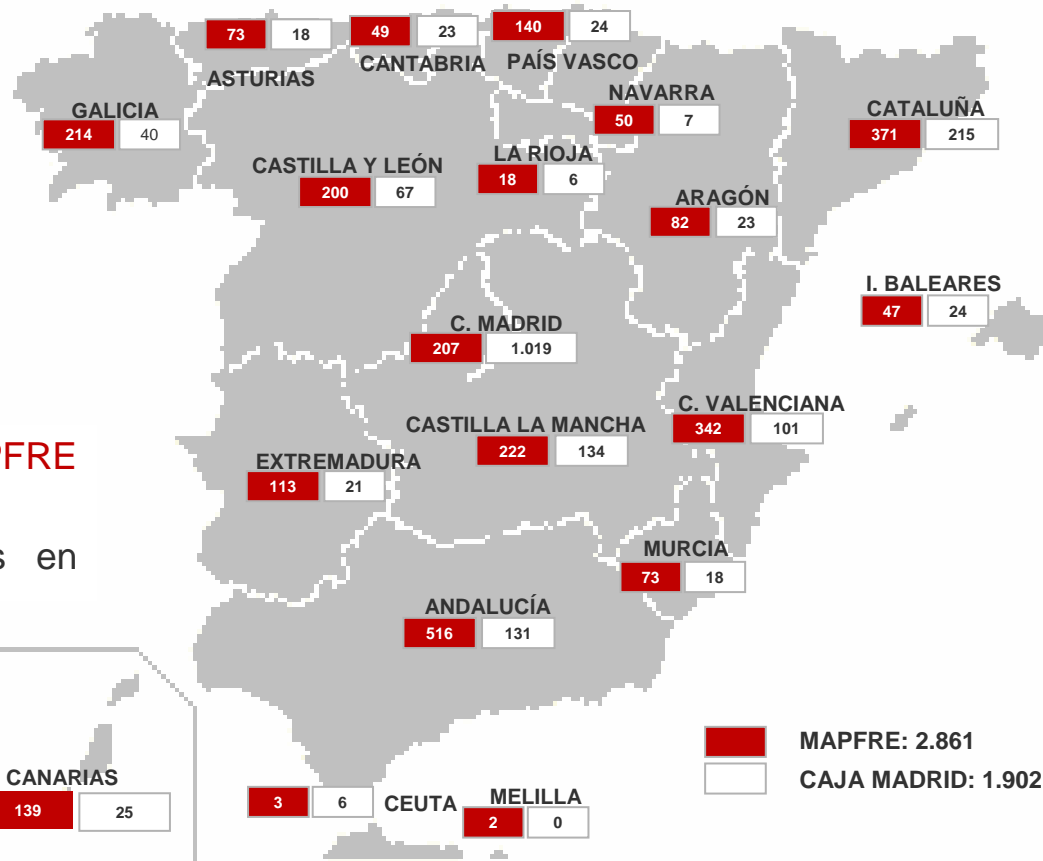 73 18
ASTURIAS
49 23
CANTABRIA
140 24
PAÍS VASCO
GALICIA
214 40
NAVARRA
50 7
CATALUÑA
371 215
CASTILLA Y LEÓN
200 67
LA RIOJA
18 6
ARAGÓN
82 23
I. BALEARES
47 24
C. MADRID
207 1.019
C. VALENCIANA
342 101
CASTILLA LA MANCHA
222 134
EXTREMADURA
113 21
en
MURCIA
73 18
ANDALUCÍA
516 131
MAPFRE: 2.861
CAJA MADRID: 1.902
CANARIAS
139 25
3 6 CEUTA
MELILLA
2 0